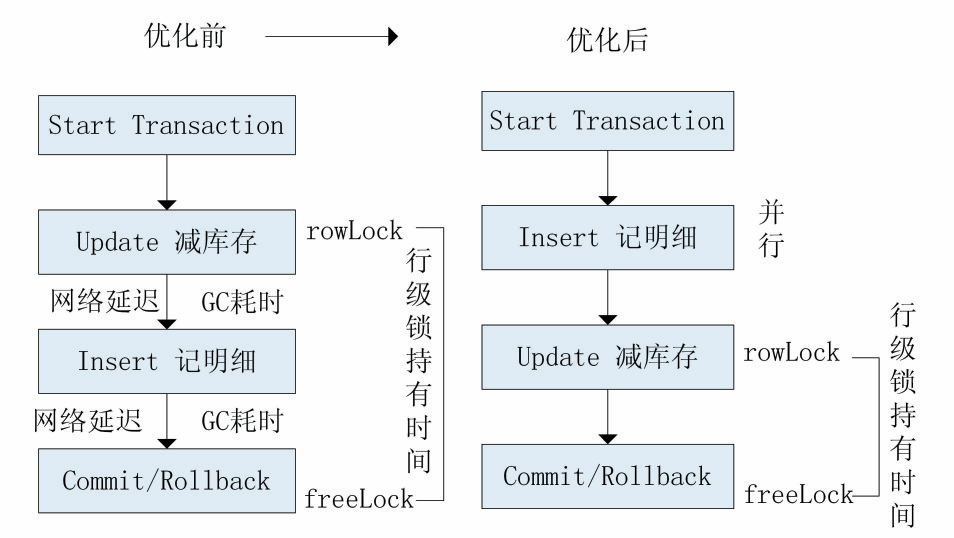 优化前
优化后
Start Transaction
Update 减库存
rowLock
网络延迟
GC耗时
Insert 记明细
网络延迟
GC耗时
Commit/Rollback
freeLock
行级锁持有时间
Start Transaction
Insert 记明细
并行
Update 减库存
rowLock
Commit/Rollback
freeLock
行级锁持有时间